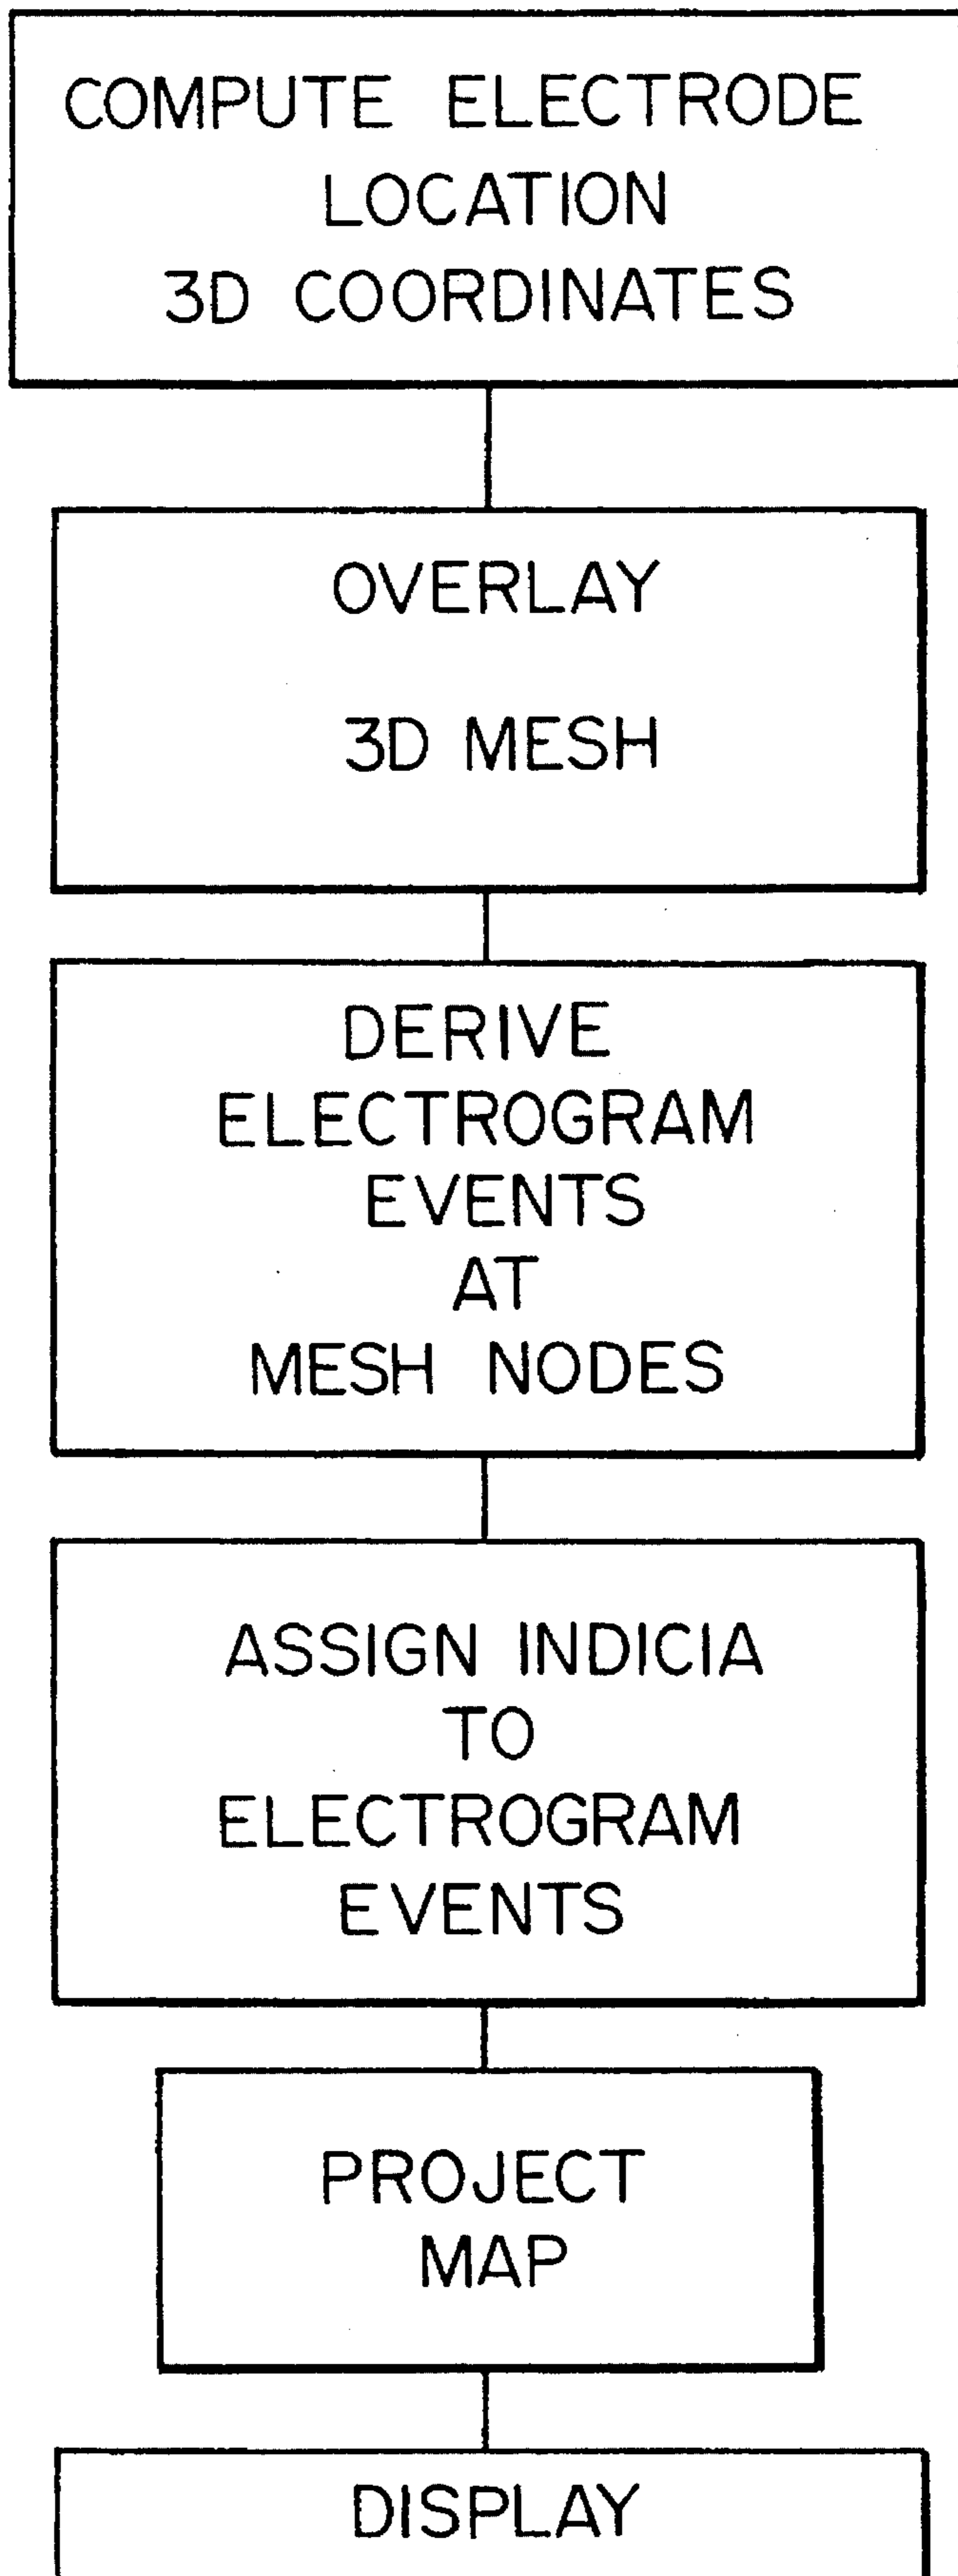 COMPUTE ELECTRODE
LOCATION
3D COORDINATES
OVERLAY
3D MESH
DERIVE
ELECTROGRAM
EVENTS
AT
MESH NODES
ASSIGN INDICIA
TO
ELECTROGRAM
EVENTS
PROJECT
MAP
DISPLAY